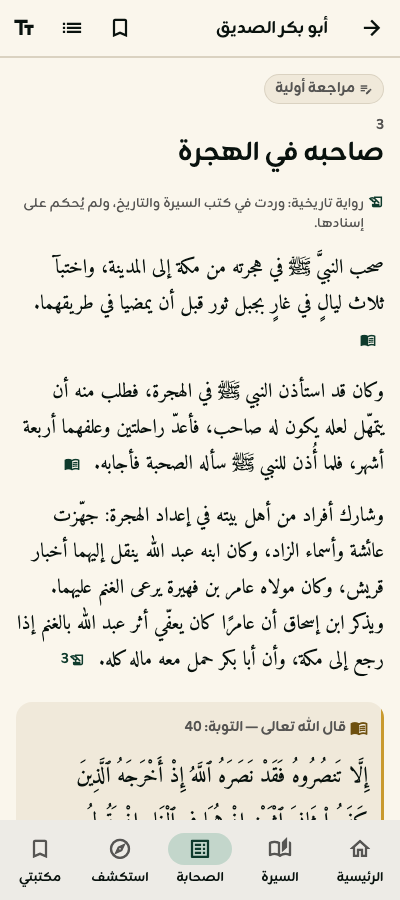 أبو بكر الصديق
مراجعة أولية
3
صاحبه في الهجرة
رواية تاريخية: وردت في كتب السيرة والتاريخ، ولم يُحكم على
إسنادها.
صحب النبيَّ ﷺ في هجرته من مكة إلى المدينة، واختبآ
ثلاث ليالٍ في غارٍ بجبل ثور قبل أن يمضيا في طريقهما.
وكان قد استأذن النبي ﷺ في الهجرة، فطلب منه أن
يتمهّل لعله يكون له صاحب، فأعدّ راحلتين وعلفهما أربعة
أشهر، فلما أُذن للنبي ﷺ سأله الصحبة فأجابه.
وشارك أفراد من أهل بيته في إعداد الهجرة: جهّزت
عائشة وأسماء الزاد، وكان ابنه عبد الله ينقل إليهما أخبار
قريش، وكان مولاه عامر بن فهيرة يرعى الغنم عليهما.
ويذكر ابن إسحاق أن عامرًا كان يعفّي أثر عبد الله بالغنم إذا
رجع إلى مكة، وأن أبا بكر حمل معه ماله كله. 3
قال الله تعالى — التوبة: 40
إِلَّا تَنصُرُوهُ فَقَدْ نَصَرَهُ ٱللَّهُ إِذْ أَخْرَجَهُ ٱلَّذِينَ
الرئيسية
السيرة
الصحابة
استكشف
مكتبتي